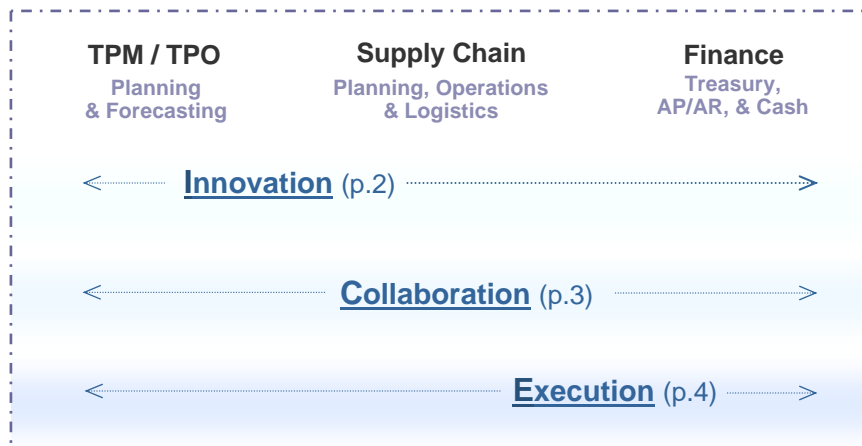 TPM / TPO
Planning
& Forecasting
Supply Chain
Planning, Operations
& Logistics
Finance
Treasury,
AP/AR, & Cash
Innovation (p.2)
Collaboration (p.3)
Execution (p.4)